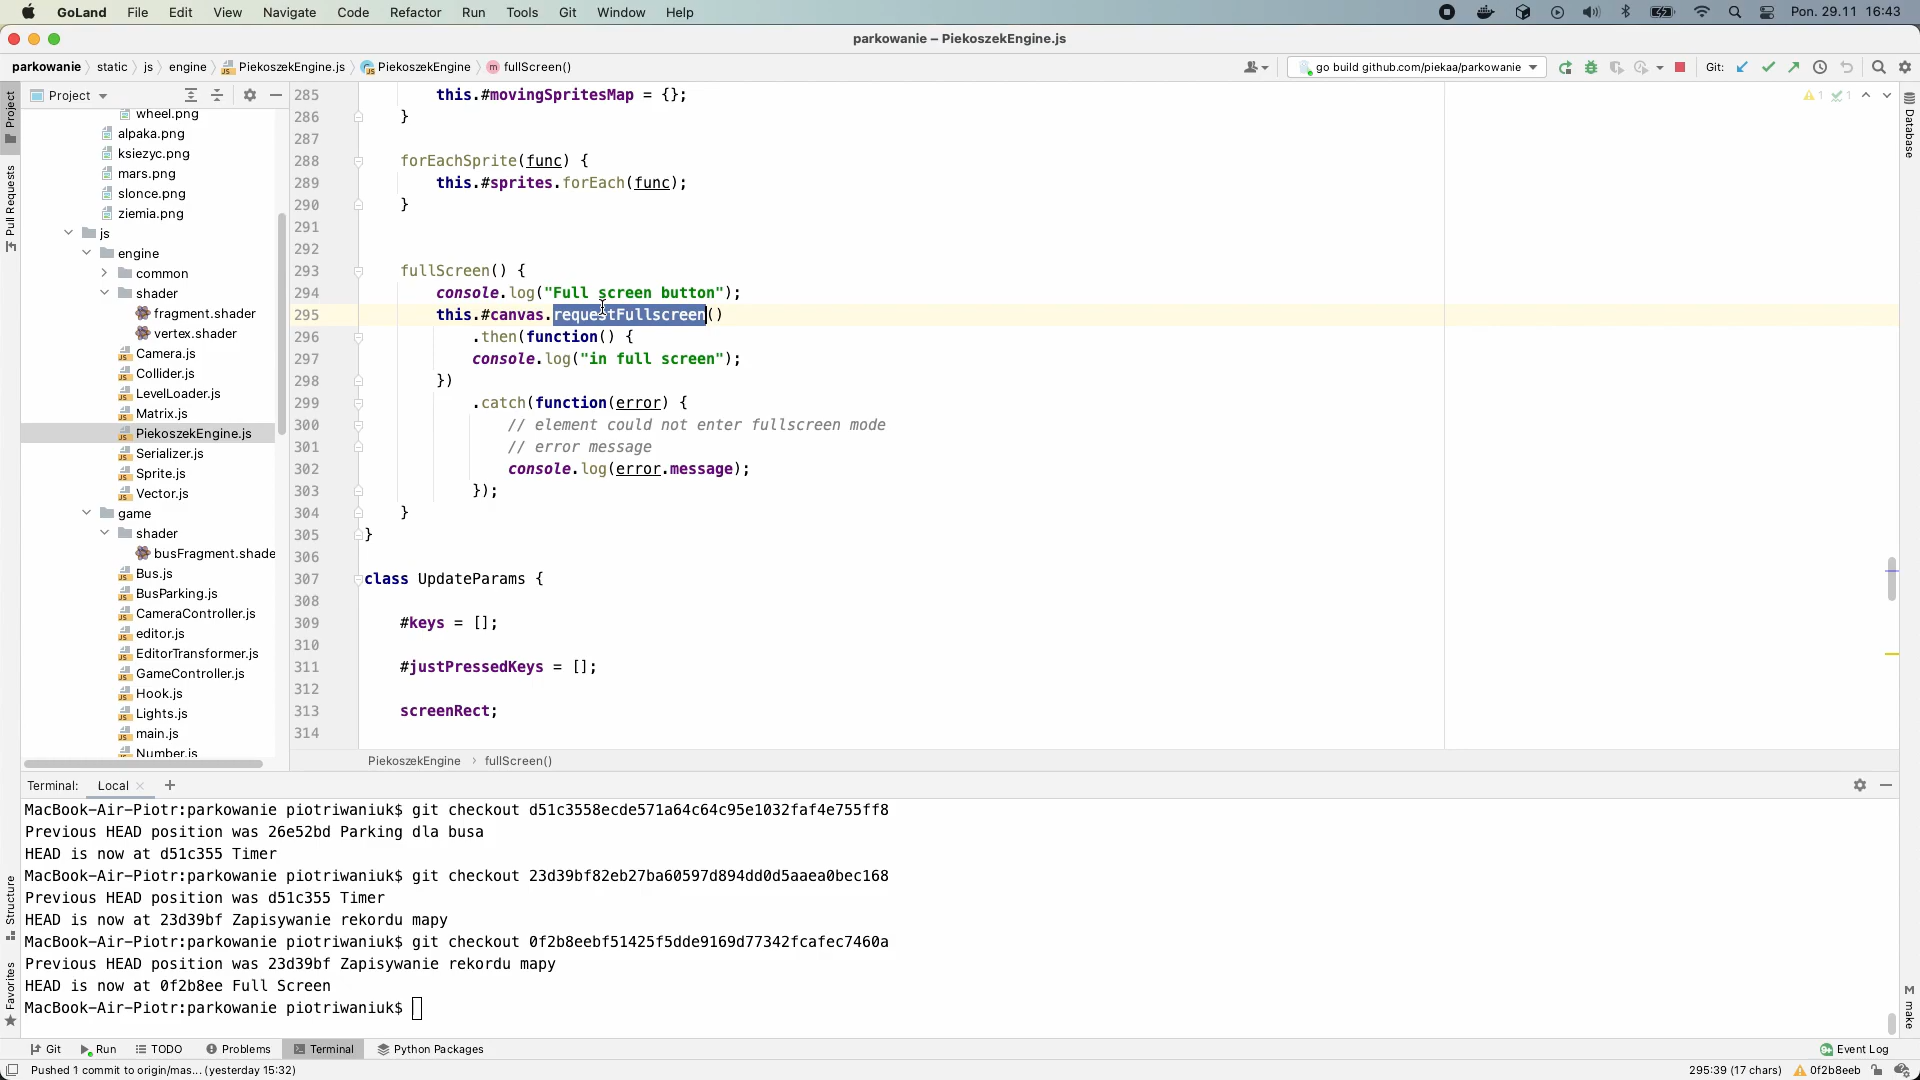 GoLand File Edit View Navigate Code Refactor Run Tools Git Window Help Pon. 29.11 16:43
parkowanie – PiekoszekEngine.js
parkowanie static js engine PiekoszekEngine.js PiekoszekEngine fullScreen() go build github.com/piekaa/parkowanie Git:
Project
wheel.png
alpaka.png
ksiezyc.png
mars.png
slonce.png
ziemia.png
js
engine
common
shader
fragment.shader
vertex.shader
Camera.js
Collider.js
LevelLoader.js
Matrix.js
PiekoszekEngine.js
Serializer.js
Sprite.js
Vector.js
game
shader
busFragment.shade
Bus.js
BusParking.js
CameraController.js
editor.js
EditorTransformer.js
GameController.js
Hook.js
Lights.js
main.js
Number.js
Project
Pull Requests
Structure
Favorites
285 this.#movingSpritesMap = {};
286 }
287
288 forEachSprite(func) {
289 this.#sprites.forEach(func);
290 }
291
292
293 fullScreen() {
294 console.log("Full screen button");
295 this.#canvas.requestFullscreen()
296 .then(function() {
297 console.log("in full screen");
298 })
299 .catch(function(error) {
300 // element could not enter fullscreen mode
301 // error message
302 console.log(error.message);
303 });
304 }
305 }
306
307 class UpdateParams {
308
309 #keys = [];
310
311 #justPressedKeys = [];
312
313 screenRect;
314
1 1
Database
make
PiekoszekEngine fullScreen()
Terminal: Local
MacBook-Air-Piotr:parkowanie piotriwaniuk$ git checkout d51c3558ecde571a64c64c95e1032faf4e755ff8
Previous HEAD position was 26e52bd Parking dla busa
HEAD is now at d51c355 Timer
MacBook-Air-Piotr:parkowanie piotriwaniuk$ git checkout 23d39bf82eb27ba60597d894dd0d5aaea0bec168
Previous HEAD position was d51c355 Timer
HEAD is now at 23d39bf Zapisywanie rekordu mapy
MacBook-Air-Piotr:parkowanie piotriwaniuk$ git checkout 0f2b8eebf51425f5dde9169d77342fcafec7460a
Previous HEAD position was 23d39bf Zapisywanie rekordu mapy
HEAD is now at 0f2b8ee Full Screen
MacBook-Air-Piotr:parkowanie piotriwaniuk$
Git Run TODO Problems Terminal Python Packages Event Log
Pushed 1 commit to origin/mas... (yesterday 15:32) 295:39 (17 chars) 0f2b8eeb